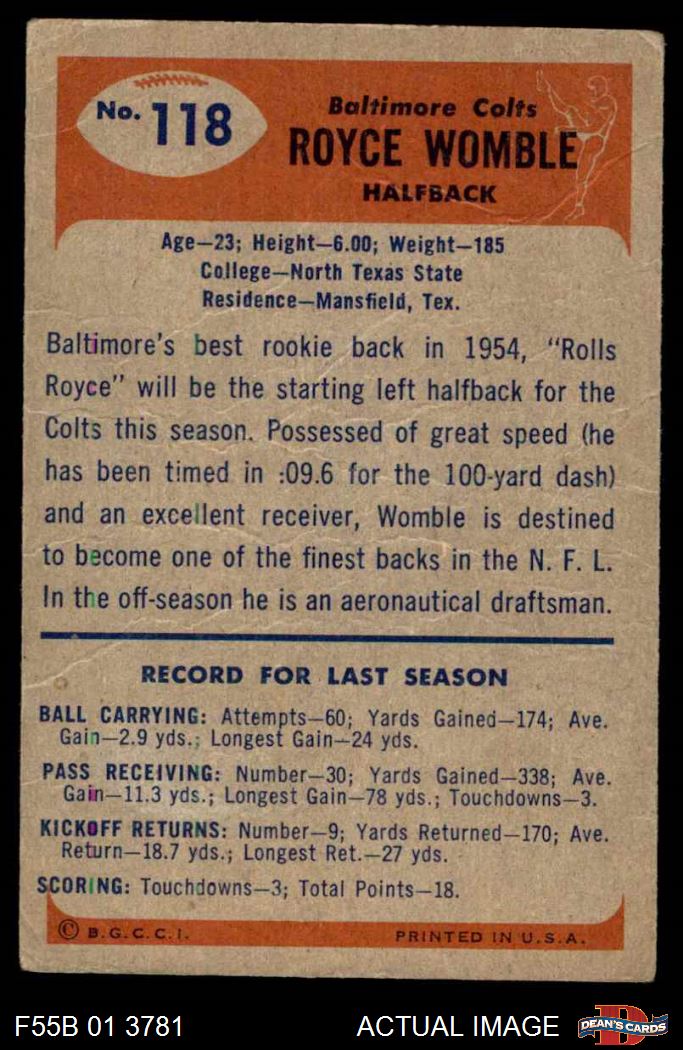 No. 118
Baltimore Colts
ROYCE WOMBLE
HALFBACK
Age—23; Height—6.00; Weight—185
College—North Texas State
Residence—Mansfield, Tex.
Baltimore's best rookie back in 1954, "Rolls
Royce" will be the starting left halfback for the
Colts this season. Possessed of great speed (he
has been timed in :09.6 for the 100-yard dash)
and an excellent receiver, Womble is destined
to become one of the finest backs in the N. F. L.
In the off-season he is an aeronautical draftsman.
RECORD FOR LAST SEASON
BALL CARRYING: Attempts—60; Yards Gained—174; Ave.
Gain—2.9 yds.; Longest Gain—24 yds.
PASS RECEIVING: Number—30; Yards Gained—338; Ave.
Gain—11.3 yds.; Longest Gain—78 yds.; Touchdowns—3.
KICKOFF RETURNS: Number—9; Yards Returned—170; Ave.
Return—18.7 yds.; Longest Ret.—27 yds.
SCORING: Touchdowns—3; Total Points—18.
© B.G.C.C.I. PRINTED IN U.S.A.
F55B 01 3781 ACTUAL IMAGE D DEAN'S CARDS